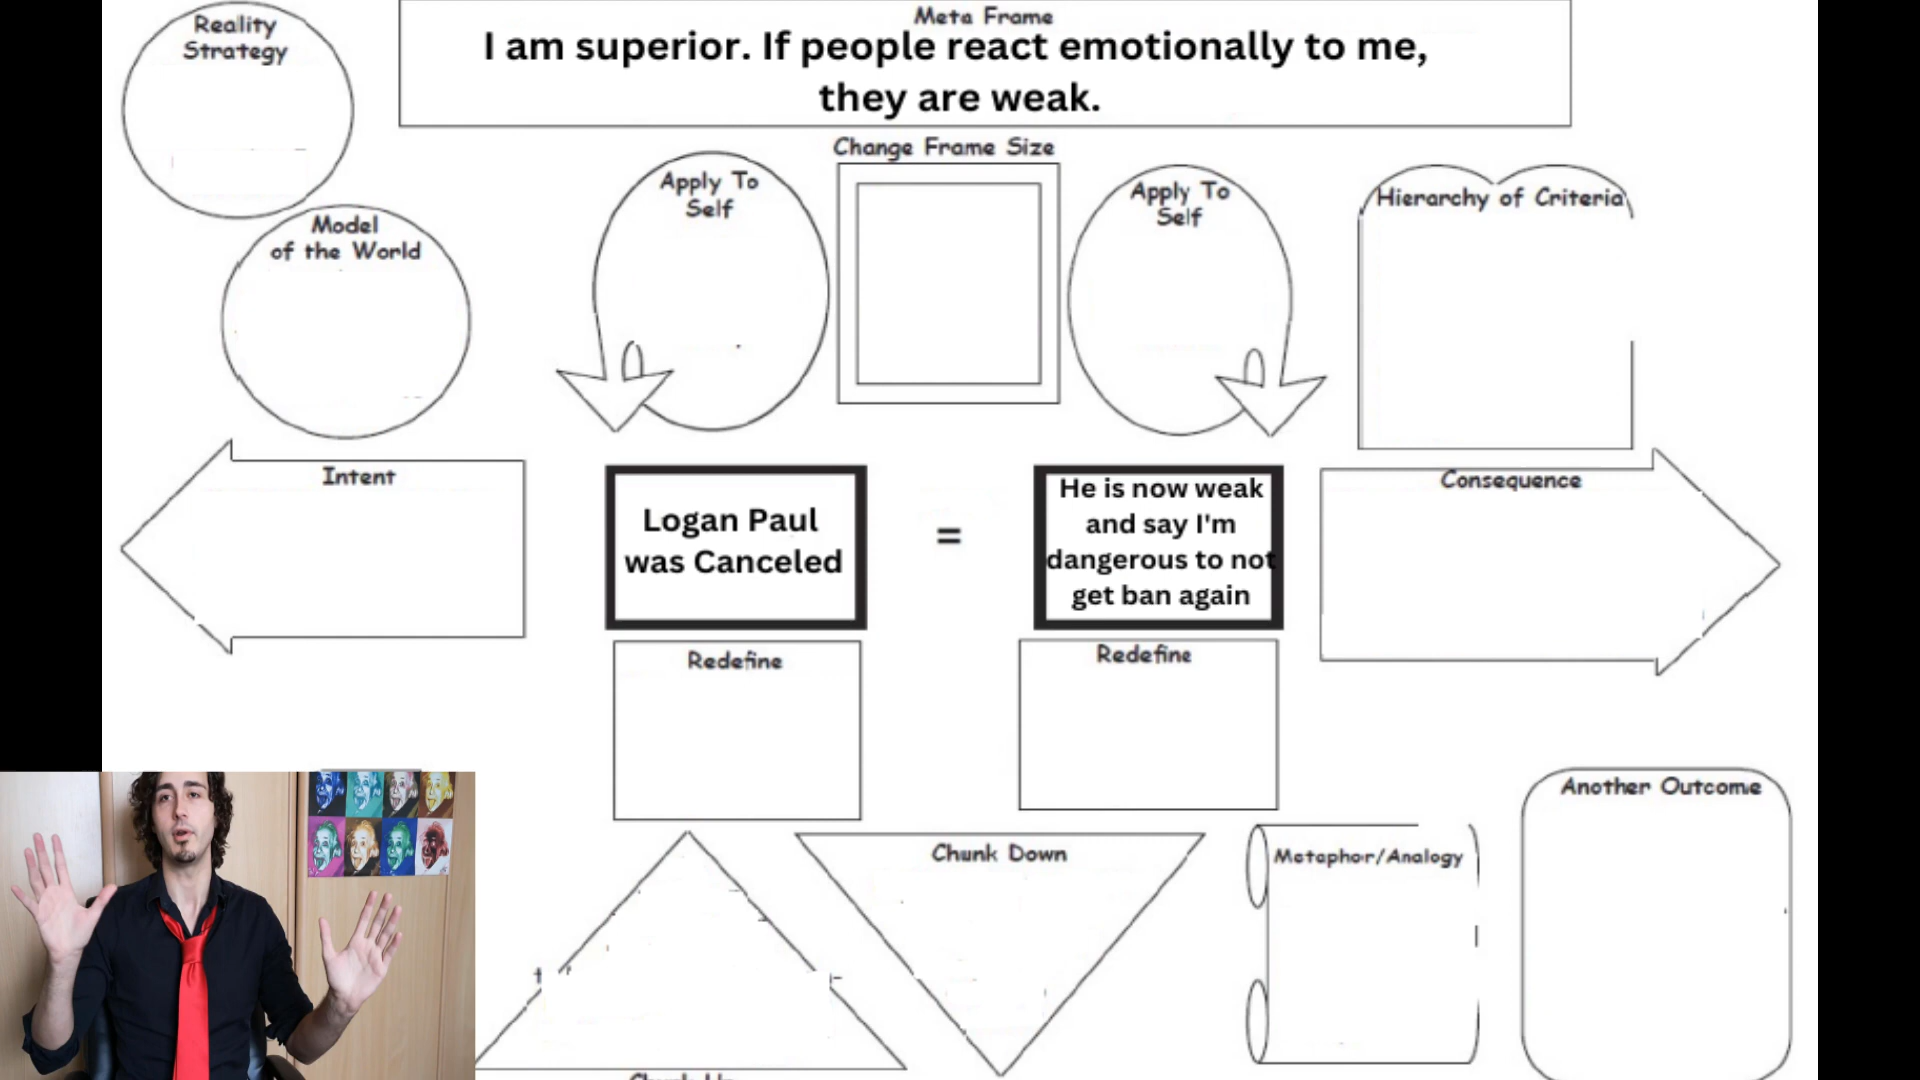 Reality
Strategy
Meta Frame
I am superior. If people react emotionally to me,
they are weak.
Change Frame Size
Apply To
Self
Apply To
Self
Hierarchy of Criteria
Model
of the World
Intent
Logan Paul
was Canceled
=
He is now weak
and say I'm
dangerous to not
get ban again
Consequence
Redefine
Redefine
Another Outcome
Chunk Down
Metaphor/Analogy